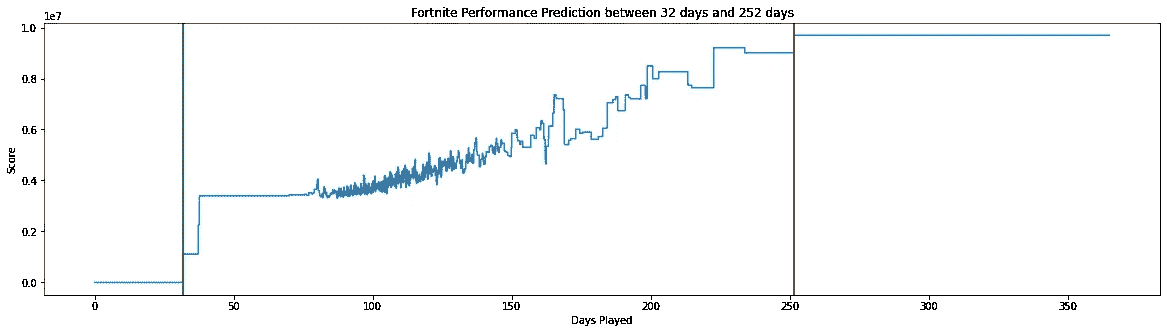 Fortnite Performance Prediction between 32 days and 252 days
1e7
1.0
0.8
0.6
0.4
0.2
0.0
Score
0 50 100 150 200 250 300 350
Days Played